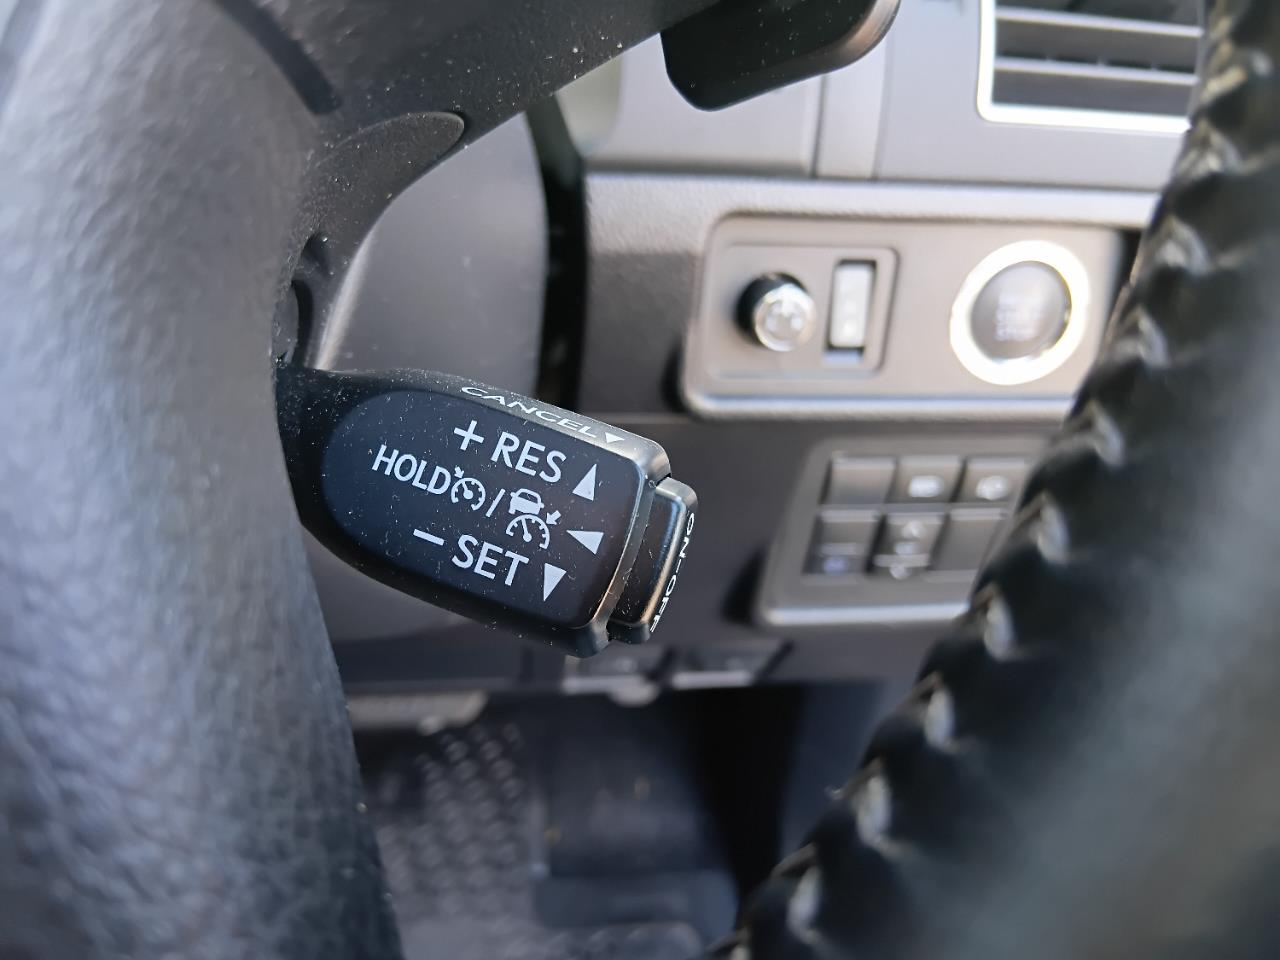 CANCEL▼
+ RES ▲
HOLD /
− SET ▼
ON-OFF